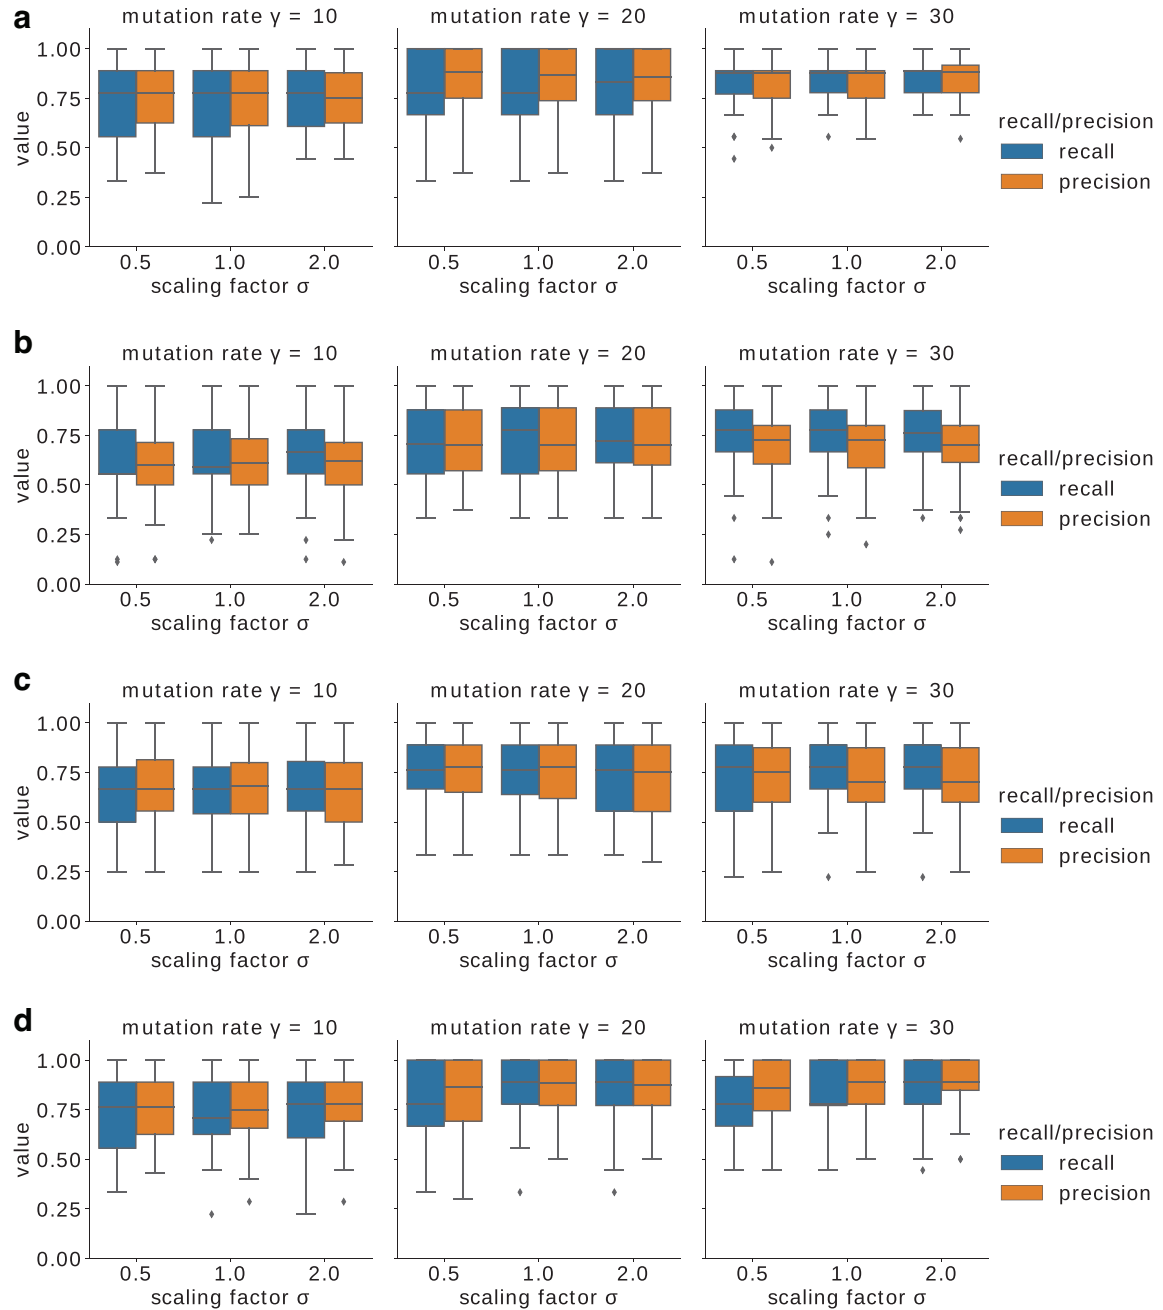 a
mutation rate γ = 10
mutation rate γ = 20
mutation rate γ = 30
1.00
0.75
0.50
0.25
0.00
value
0.5 1.0 2.0
0.5 1.0 2.0
0.5 1.0 2.0
scaling factor σ
scaling factor σ
scaling factor σ
recall/precision
recall
precision
b
mutation rate γ = 10
mutation rate γ = 20
mutation rate γ = 30
1.00
0.75
0.50
0.25
0.00
value
0.5 1.0 2.0
0.5 1.0 2.0
0.5 1.0 2.0
scaling factor σ
scaling factor σ
scaling factor σ
recall/precision
recall
precision
c
mutation rate γ = 10
mutation rate γ = 20
mutation rate γ = 30
1.00
0.75
0.50
0.25
0.00
value
0.5 1.0 2.0
0.5 1.0 2.0
0.5 1.0 2.0
scaling factor σ
scaling factor σ
scaling factor σ
recall/precision
recall
precision
d
mutation rate γ = 10
mutation rate γ = 20
mutation rate γ = 30
1.00
0.75
0.50
0.25
0.00
value
0.5 1.0 2.0
0.5 1.0 2.0
0.5 1.0 2.0
scaling factor σ
scaling factor σ
scaling factor σ
recall/precision
recall
precision